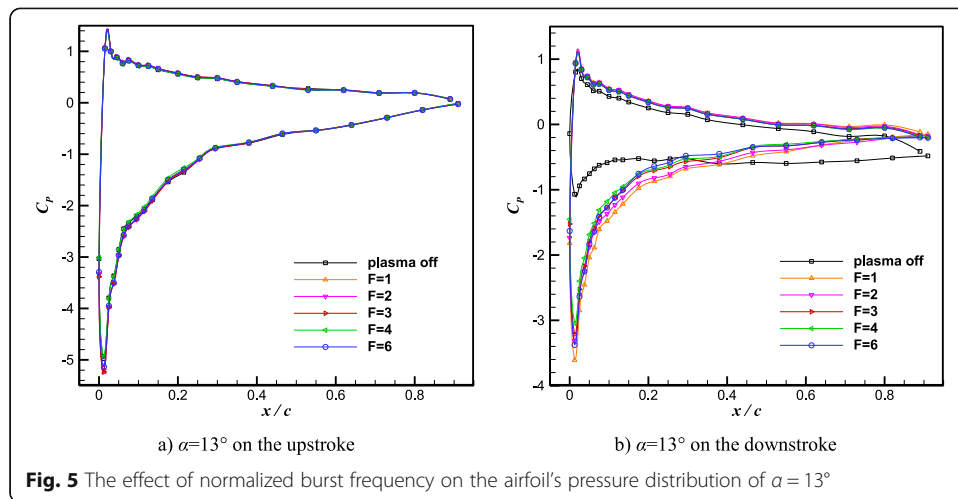 1
0
-1
-2
-3
-4
-5
C_P
plasma off
F=1
F=2
F=3
F=4
F=6
0
0.2
0.4
0.6
0.8
1
x / c
a) α=13° on the upstroke
1
0
-1
-2
-3
-4
C_P
plasma off
F=1
F=2
F=3
F=4
F=6
0
0.2
0.4
0.6
0.8
1
x / c
b) α=13° on the downstroke
Fig. 5 The effect of normalized burst frequency on the airfoil’s pressure distribution of α = 13°